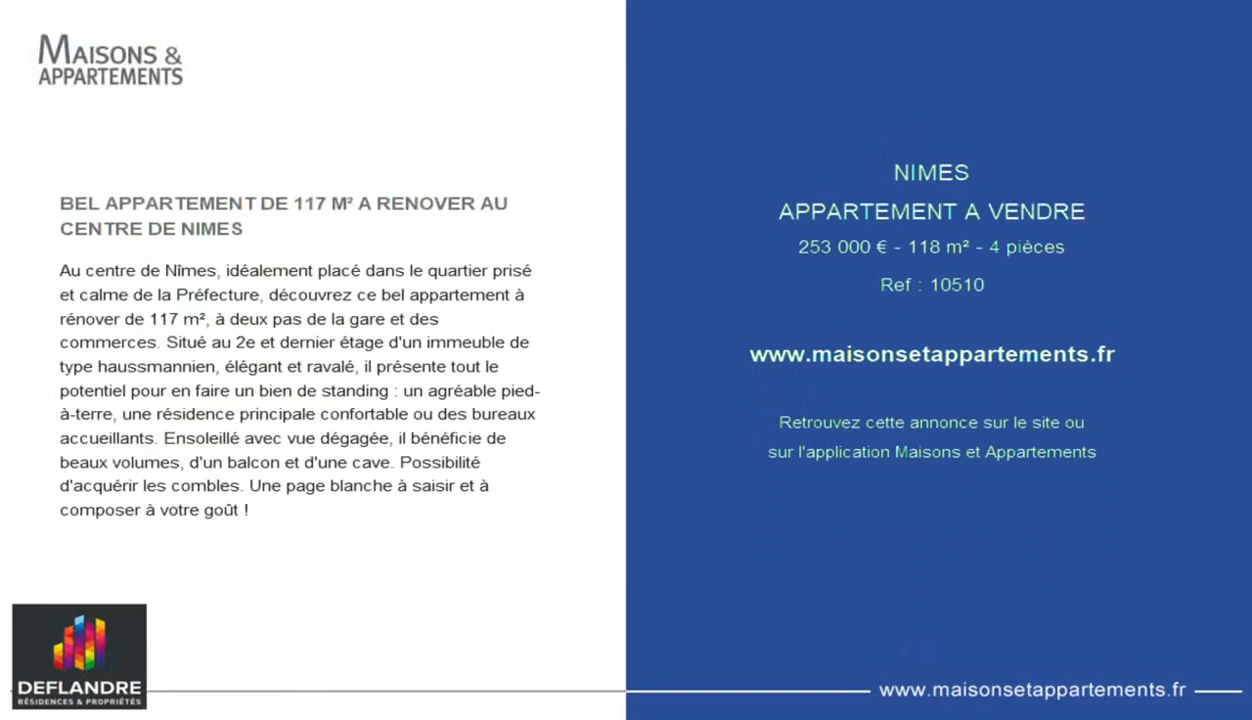 MAISONS &
APPARTEMENTS
BEL APPARTEMENT DE 117 M² A RENOVER AU
CENTRE DE NIMES
Au centre de Nîmes, idéalement placé dans le quartier prisé
et calme de la Préfecture, découvrez ce bel appartement à
rénover de 117 m², à deux pas de la gare et des
commerces. Situé au 2e et dernier étage d'un immeuble de
type haussmannien, élégant et ravalé, il présente tout le
potentiel pour en faire un bien de standing : un agréable pied-
à-terre, une résidence principale confortable ou des bureaux
accueillants. Ensoleillé avec vue dégagée, il bénéficie de
beaux volumes, d'un balcon et d'une cave. Possibilité
d'acquérir les combles. Une page blanche à saisir et à
composer à votre goût !
DEFLANDRE
RÉSIDENCES & PROPRIÉTÉS
NIMES
APPARTEMENT A VENDRE
253 000 € - 118 m² - 4 pièces
Ref : 10510
www.maisonsetappartements.fr
Retrouvez cette annonce sur le site ou
sur l'application Maisons et Appartements
www.maisonsetappartements.fr